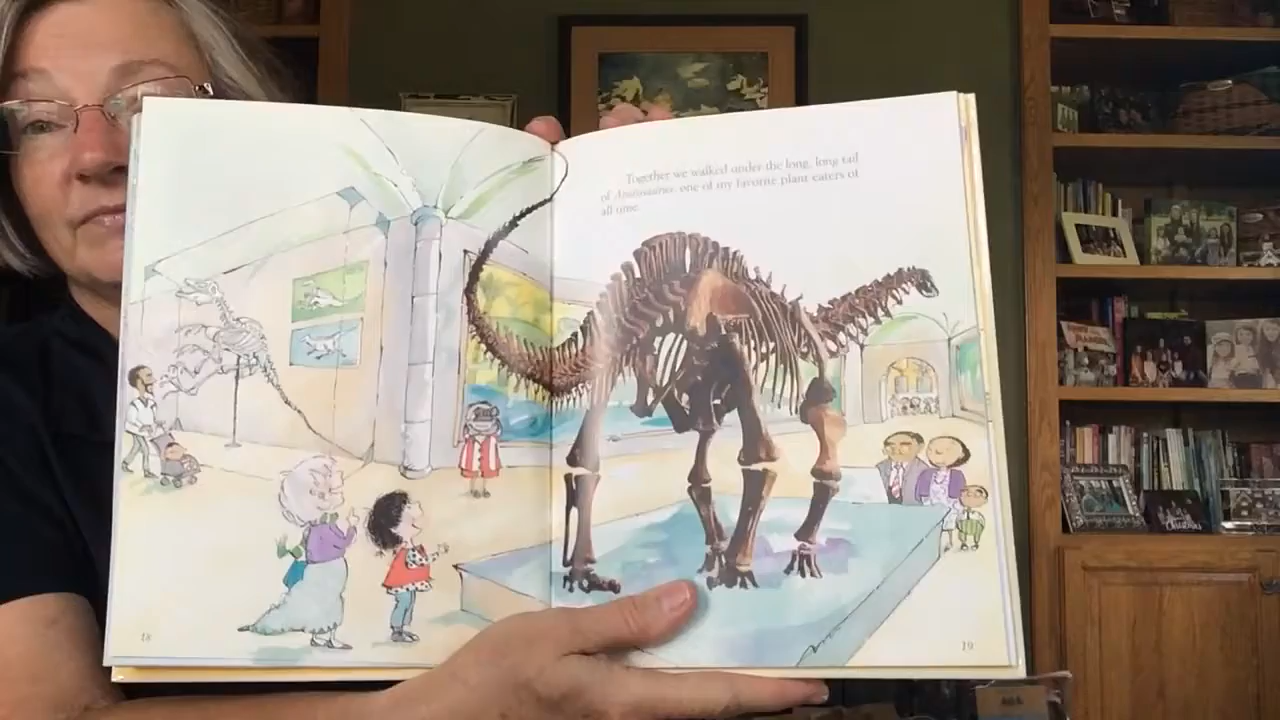 Together we walked under the long, long tail
of Apatosaurus, one of my favorite plant eaters of
all time.
18
19